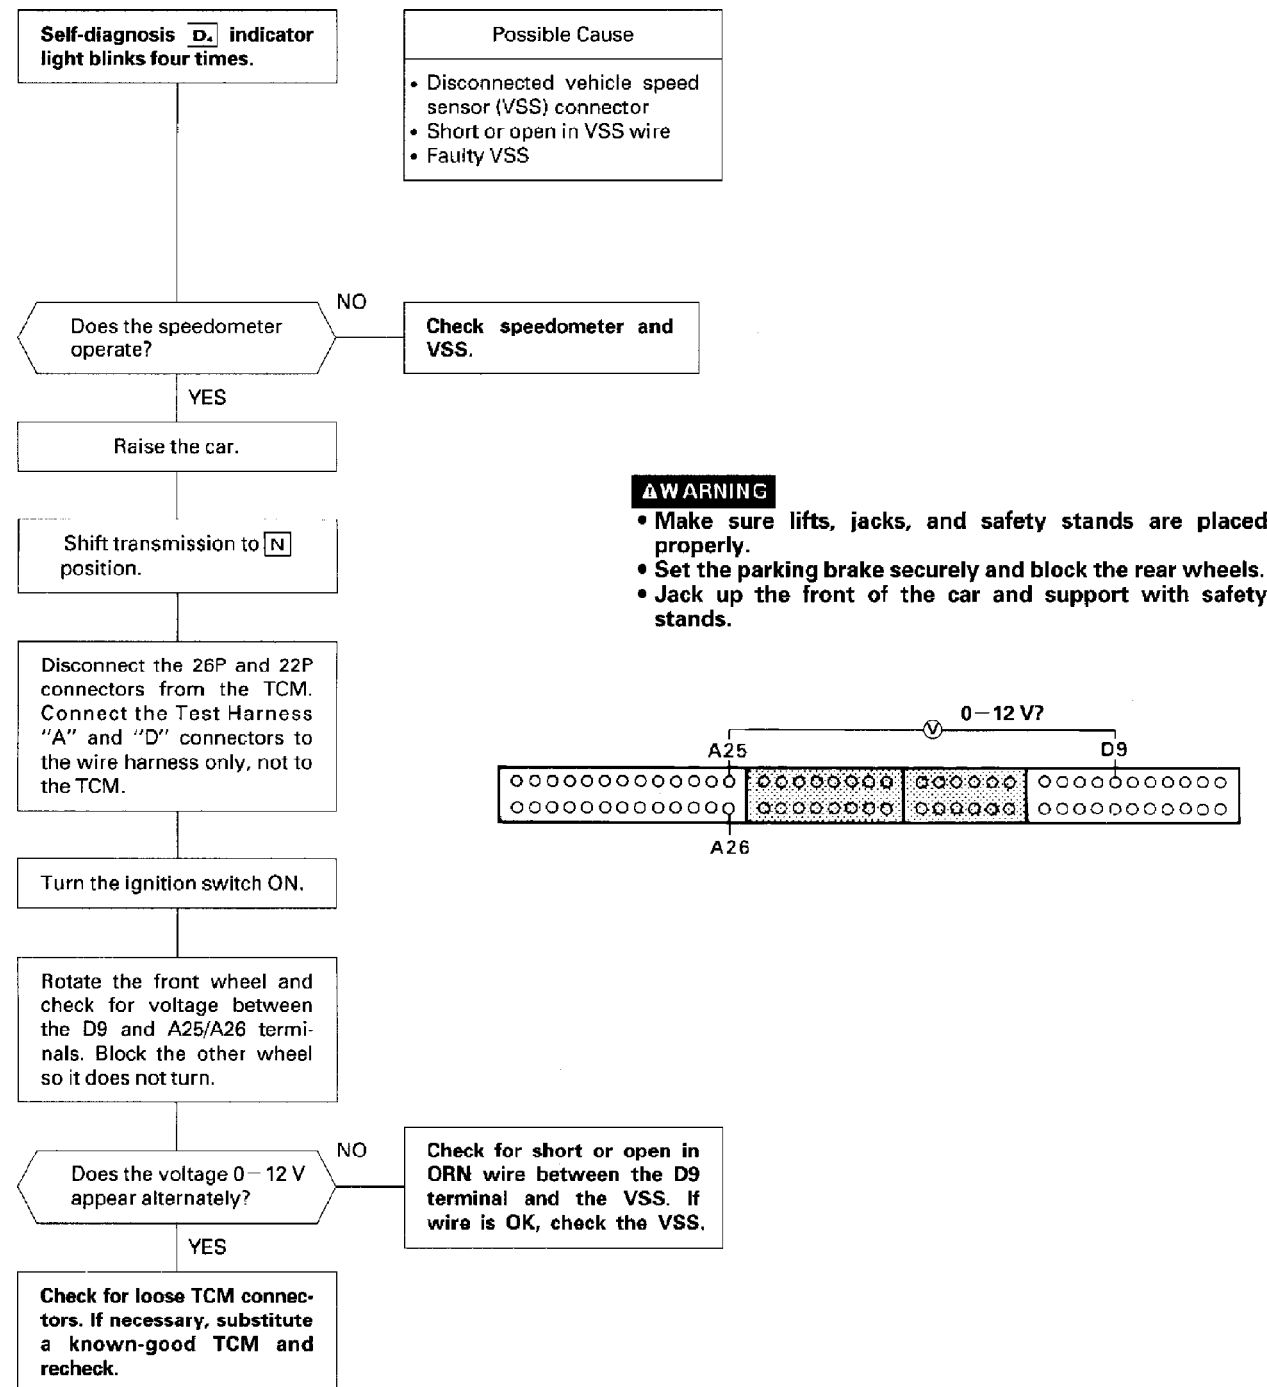 Self-diagnosis D4 indicator
light blinks four times.
Possible Cause
• Disconnected vehicle speed
sensor (VSS) connector
• Short or open in VSS wire
• Faulty VSS
Does the speedometer
operate?
NO
Check speedometer and
VSS.
YES
Raise the car.
Shift transmission to N
position.
⚠WARNING
• Make sure lifts, jacks, and safety stands are placed
properly.
• Set the parking brake securely and block the rear wheels.
• Jack up the front of the car and support with safety
stands.
Disconnect the 26P and 22P
connectors from the TCM.
Connect the Test Harness
"A" and "D" connectors to
the wire harness only, not to
the TCM.
0–12 V?
V
A25
D9
A26
Turn the ignition switch ON.
Rotate the front wheel and
check for voltage between
the D9 and A25/A26 termi-
nals. Block the other wheel
so it does not turn.
Does the voltage 0–12 V
appear alternately?
NO
Check for short or open in
ORN wire between the D9
terminal and the VSS. If
wire is OK, check the VSS.
YES
Check for loose TCM connec-
tors. If necessary, substitute
a known-good TCM and
recheck.